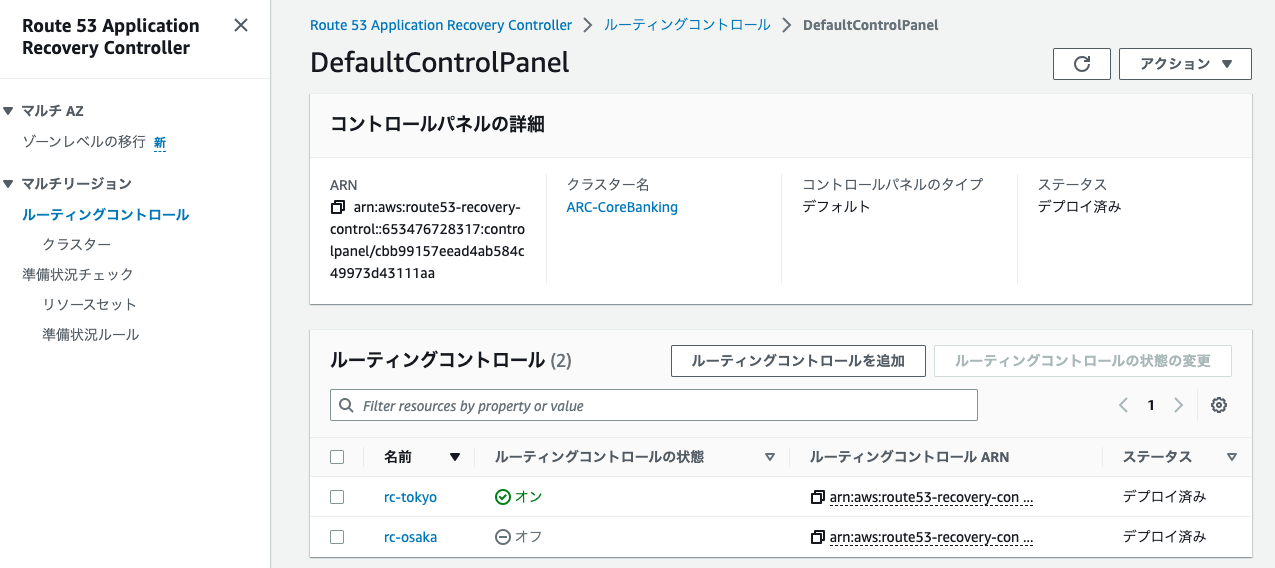 Route 53 Application
Recovery Controller
マルチ AZ
ゾーンレベルの移行 新
マルチリージョン
ルーティングコントロール
クラスター
準備状況チェック
リソースセット
準備状況ルール
Route 53 Application Recovery Controller > ルーティングコントロール > DefaultControlPanel
DefaultControlPanel
アクション
コントロールパネルの詳細
ARN
arn:aws:route53-recovery-
control::653476728317:contro
lpanel/cbb99157eead4ab584c
49973d43111aa
クラスター名
ARC-CoreBanking
コントロールパネルのタイプ
デフォルト
ステータス
デプロイ済み
ルーティングコントロール (2)
ルーティングコントロールを追加
ルーティングコントロールの状態の変更
Filter resources by property or value
1
名前 ルーティングコントロールの状態 ルーティングコントロール ARN ステータス
rc-tokyo オン arn:aws:route53-recovery-con ... デプロイ済み
rc-osaka オフ arn:aws:route53-recovery-con ... デプロイ済み